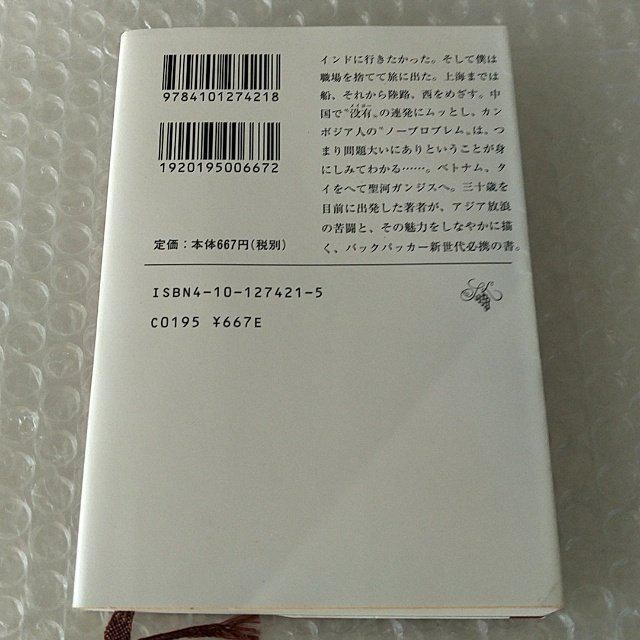 9784101274218
1920195006672
定価：本体667円（税別）
インドに行きたかった。そして僕は
職場を捨てて旅に出た。上海までは
船、それから陸路、西をめざす。中
国で〝没有〟の連発にムッとし、カン
メイヨー
ボジア人の〝ノープロブレム〟は、つ
まり問題大いにありということが身
にしみてわかる……。ベトナム、タ
イをへて聖河ガンジスへ。三十歳を
目前に出発した著者が、アジア放浪
の苦闘と、その魅力をしなやかに描
く、バックパッカー新世代必携の書。
ISBN4-10-127421-5
C0195 ¥667E